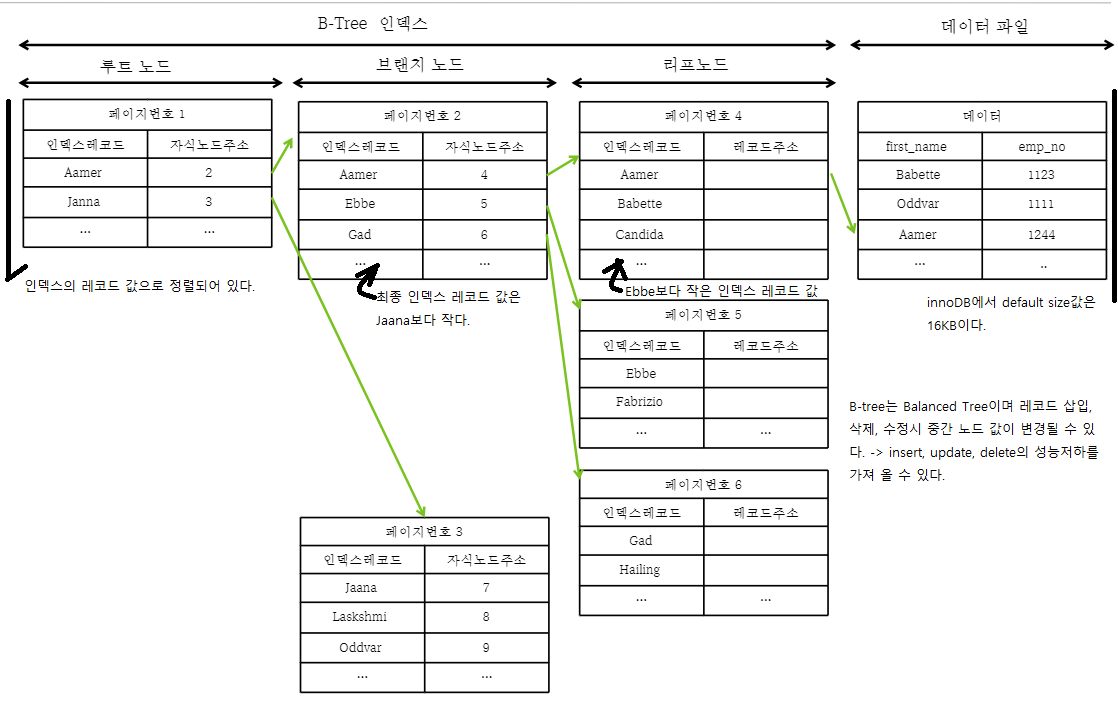 B-Tree 인덱스
데이터 파일
루트 노드
브랜치 노드
리프노드
페이지번호 1
인덱스레코드 자식노드주소
Aamer 2
Janna 3
... ...
인덱스의 레코드 값으로 정렬되어 있다.
페이지번호 2
인덱스레코드 자식노드주소
Aamer 4
Ebbe 5
Gad 6
... ...
최종 인덱스 레코드 값은
Jaana보다 작다.
페이지번호 3
인덱스레코드 자식노드주소
Jaana 7
Laskshmi 8
Oddvar 9
... ...
페이지번호 4
인덱스레코드 레코드주소
Aamer
Babette
Candida
...
Ebbe보다 작은 인덱스 레코드 값
페이지번호 5
인덱스레코드 레코드주소
Ebbe
Fabrizio
... ...
페이지번호 6
인덱스레코드 레코드주소
Gad
Hailing
... ...
데이터
first_name emp_no
Babette 1123
Oddvar 1111
Aamer 1244
... ..
innoDB에서 default size값은
16KB이다.
B-tree는 Balanced Tree이며 레코드 삽입,
삭제, 수정시 중간 노드 값이 변경될 수 있
다. -> insert, update, delete의 성능저하를
가져 올 수 있다.